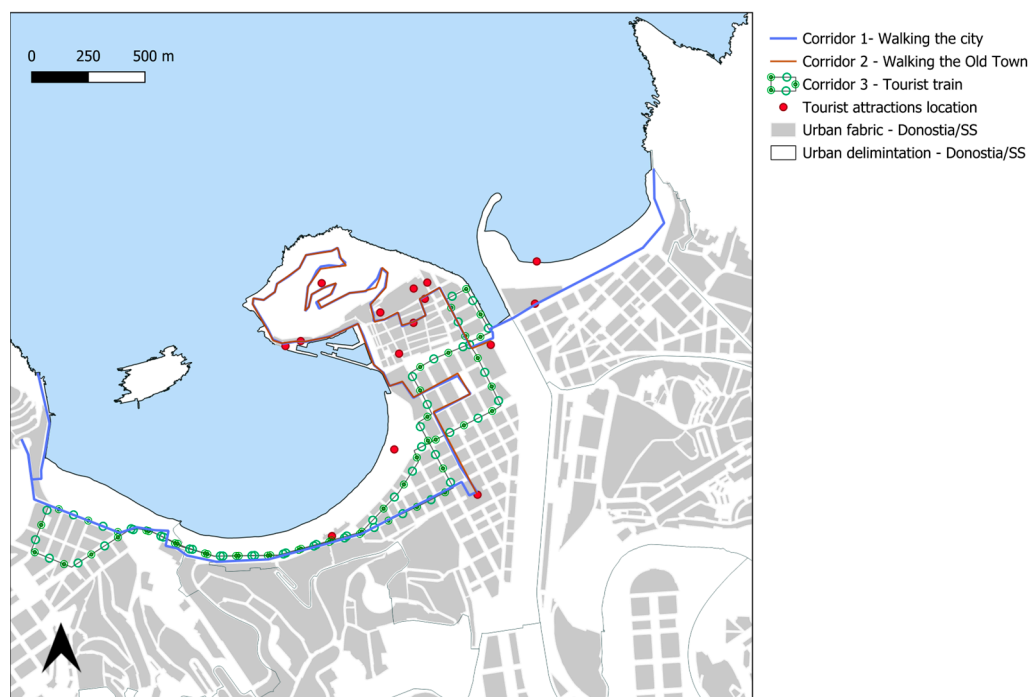 0 250 500 m
Corridor 1- Walking the city
Corridor 2 - Walking the Old Town
Corridor 3 - Tourist train
Tourist attractions location
Urban fabric - Donostia/SS
Urban delimintation - Donostia/SS